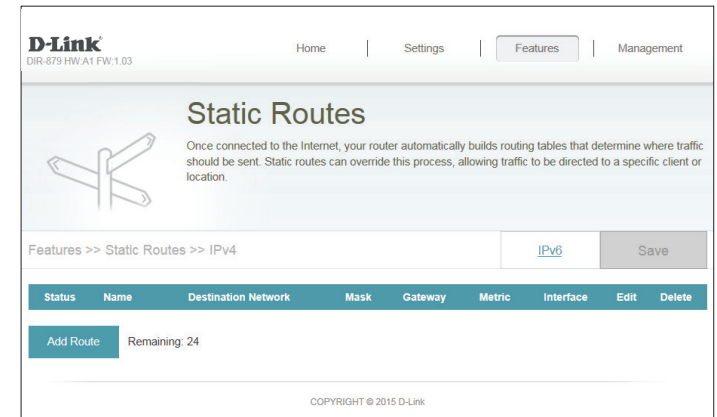 D-Link
DIR-879 HW:A1 FW:1.03
Home | Settings | Features | Management
Static Routes
Once connected to the Internet, your router automatically builds routing tables that determine where traffic
should be sent. Static routes can override this process, allowing traffic to be directed to a specific client or
location.
Features >> Static Routes >> IPv4
IPv6
Save
Status Name Destination Network Mask Gateway Metric Interface Edit Delete
Add Route
Remaining: 24
COPYRIGHT © 2015 D-Link